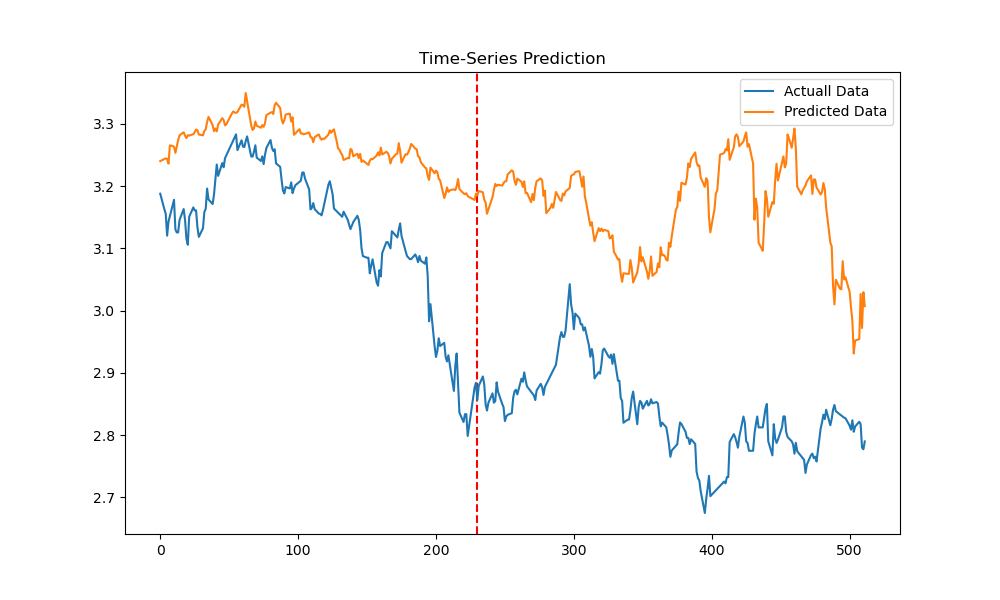 Time-Series Prediction
Actuall Data
Predicted Data
3.3
3.2
3.1
3.0
2.9
2.8
2.7
0 100 200 300 400 500